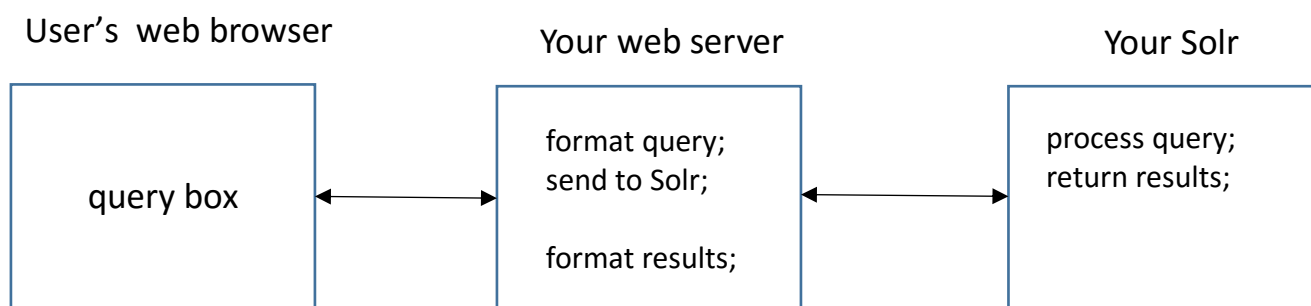 User's  web browser
Your web server
Your Solr
query box
format query;
send to Solr;
format results;
process query;
return results;